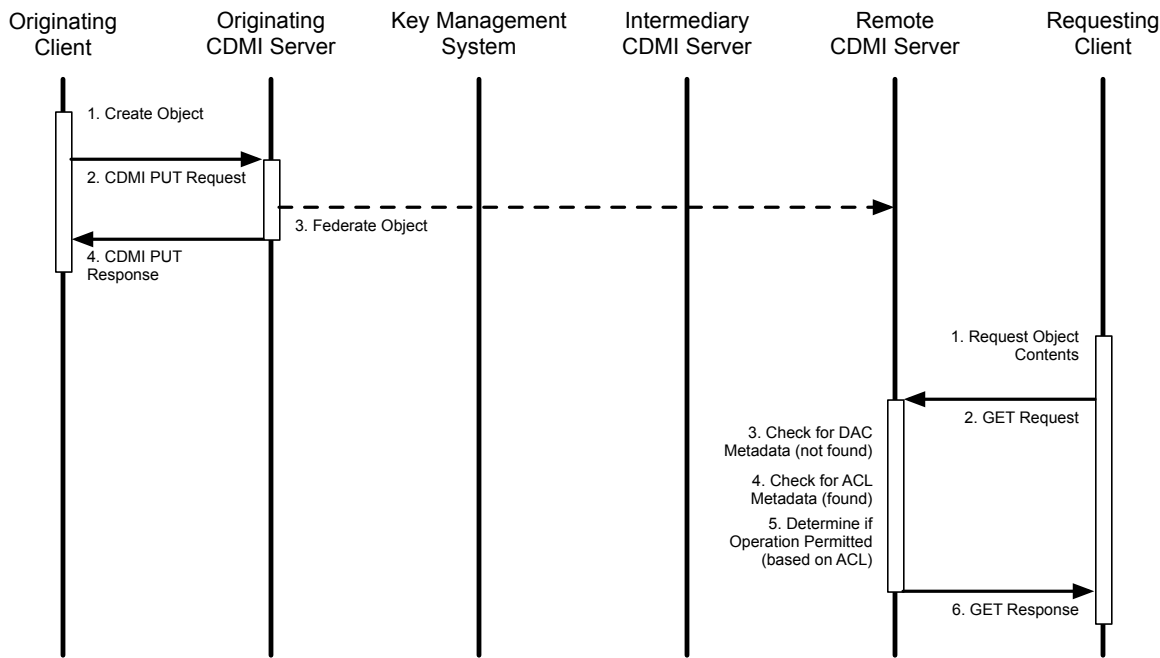 Originating
Client
Originating
CDMI Server
Key Management
System
Intermediary
CDMI Server
Remote
CDMI Server
Requesting
Client
1. Create Object
2. CDMI PUT Request
3. Federate Object
4. CDMI PUT
Response
1. Request Object
Contents
2. GET Request
3. Check for DAC
Metadata (not found)
4. Check for ACL
Metadata (found)
5. Determine if
Operation Permitted
(based on ACL)
6. GET Response